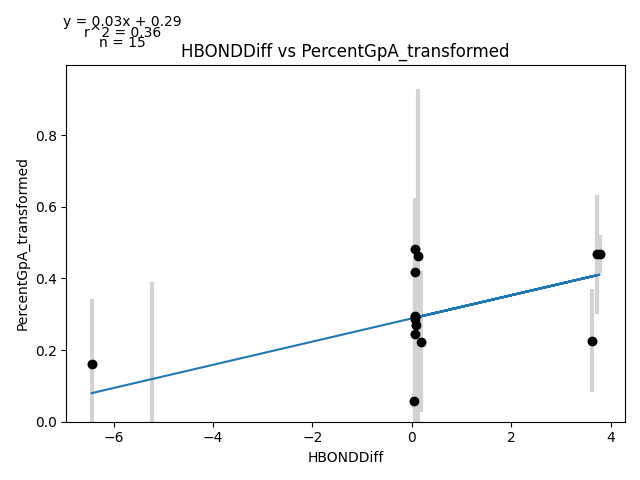 y = 0.03x + 0.29
r^2 = 0.36
n = 15
HBONDDiff vs PercentGpA_transformed
PercentGpA_transformed
0.8
0.6
0.4
0.2
0.0
−6
−4
−2
0
2
4
HBONDDiff